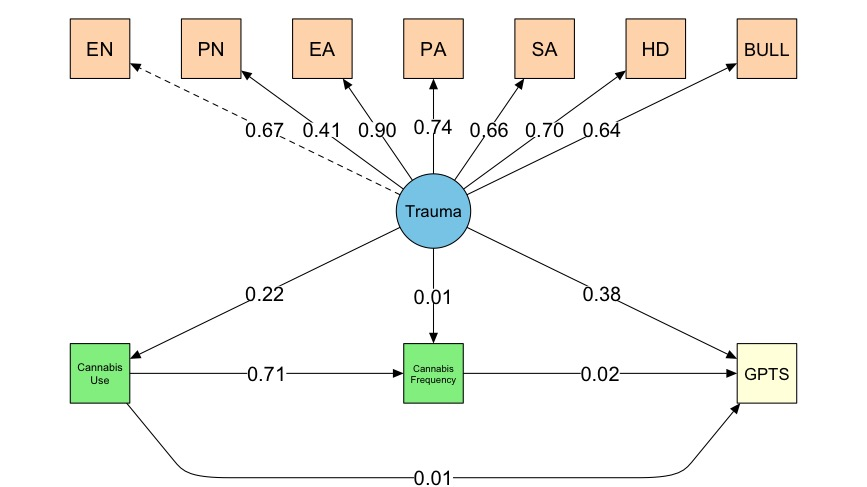 EN PN EA PA SA HD BULL
0.67 0.41 0.90 0.74 0.66 0.70 0.64
Trauma
0.22 0.01 0.38
Cannabis
Use
0.71
Cannabis
Frequency
0.02
GPTS
0.01